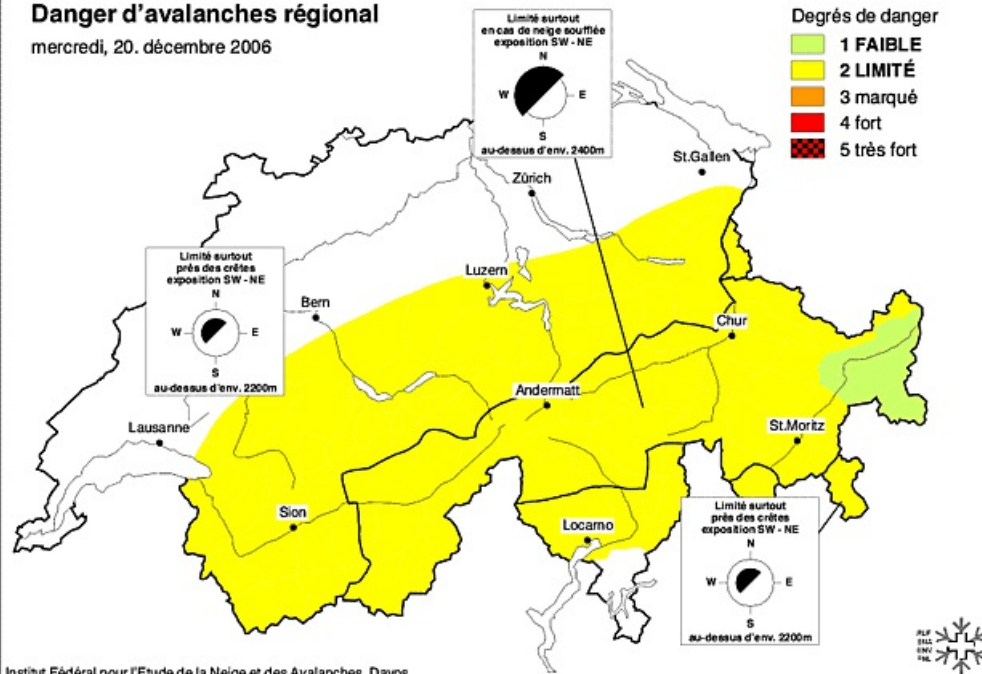 Danger d'avalanches régional
mercredi, 20. décembre 2006
Limité surtout
en cas de neige soufflée
exposition SW - NE
N
W
E
S
au-dessus d'env. 2400m
Degrés de danger
1 FAIBLE
2 LIMITÉ
3 marqué
4 fort
5 très fort
St.Gallen
Zürich
Limité surtout
près des crêtes
exposition SW - NE
N
W
E
S
au-dessus d'env. 2200m
Luzern
Bern
Chur
Andermatt
Lausanne
St.Moritz
Sion
Locarno
Limité surtout
près des crêtes
exposition SW - NE
N
W
E
S
au-dessus d'env. 2200m
Institut Fédéral pour l'Etude de la Neige et des Avalanches, Davos